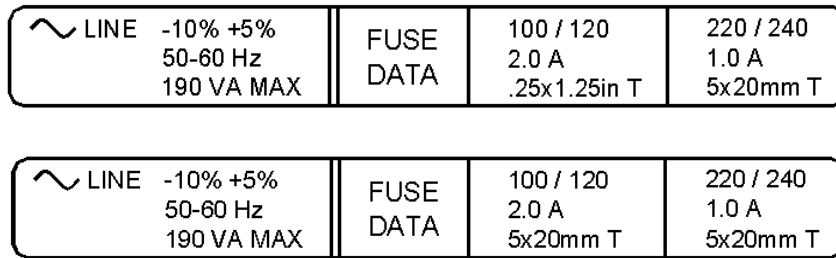 LINE -10% +5%
50-60 Hz
190 VA MAX
FUSE
DATA
100 / 120
2.0 A
.25x1.25in T
220 / 240
1.0 A
5x20mm T
LINE -10% +5%
50-60 Hz
190 VA MAX
FUSE
DATA
100 / 120
2.0 A
5x20mm T
220 / 240
1.0 A
5x20mm T